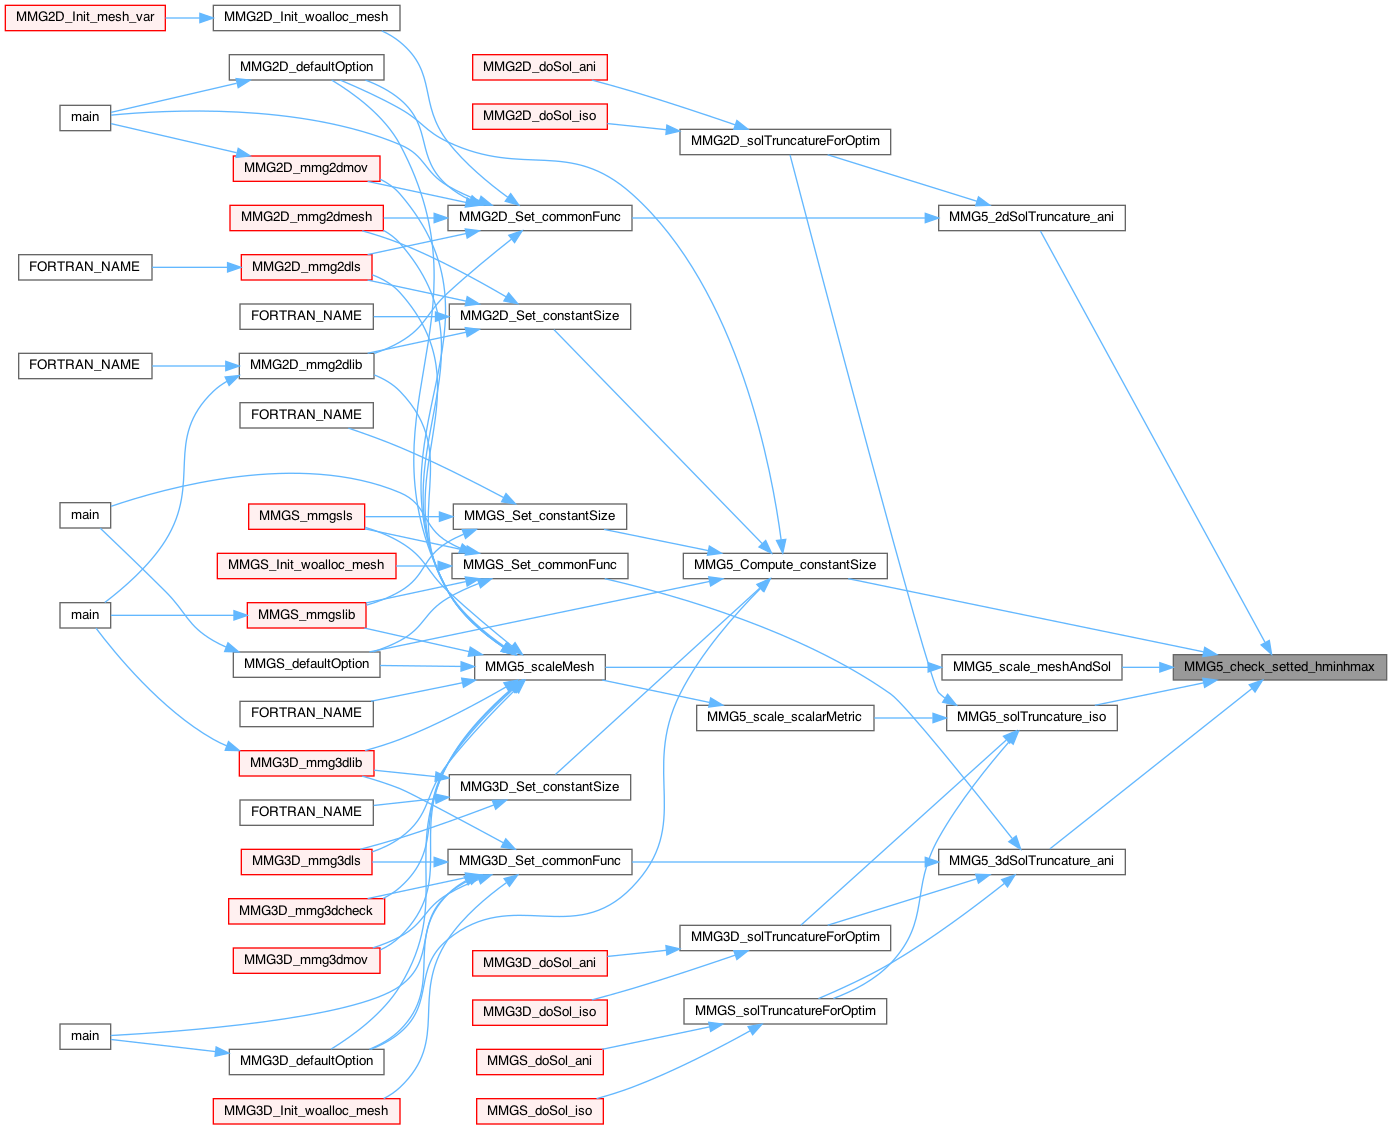 MMG2D_Init_mesh_var
MMG2D_Init_woalloc_mesh
MMG2D_defaultOption
MMG2D_doSol_ani
main
MMG2D_doSol_iso
MMG2D_solTruncatureForOptim
MMG2D_mmg2dmov
MMG2D_mmg2dmesh
MMG2D_Set_commonFunc
MMG5_2dSolTruncature_ani
FORTRAN_NAME
MMG2D_mmg2dls
FORTRAN_NAME
MMG2D_Set_constantSize
FORTRAN_NAME
MMG2D_mmg2dlib
FORTRAN_NAME
main
MMGS_mmgsls
MMGS_Set_constantSize
MMGS_Init_woalloc_mesh
MMGS_Set_commonFunc
MMG5_Compute_constantSize
main
MMGS_mmgslib
MMGS_defaultOption
MMG5_scaleMesh
MMG5_scale_meshAndSol
MMG5_check_setted_hminhmax
FORTRAN_NAME
MMG5_scale_scalarMetric
MMG5_solTruncature_iso
MMG3D_mmg3dlib
MMG3D_Set_constantSize
FORTRAN_NAME
MMG3D_mmg3dls
MMG3D_Set_commonFunc
MMG5_3dSolTruncature_ani
MMG3D_mmg3dcheck
MMG3D_solTruncatureForOptim
MMG3D_mmg3dmov
MMG3D_doSol_ani
MMG3D_doSol_iso
MMGS_solTruncatureForOptim
main
MMG3D_defaultOption
MMGS_doSol_ani
MMG3D_Init_woalloc_mesh
MMGS_doSol_iso